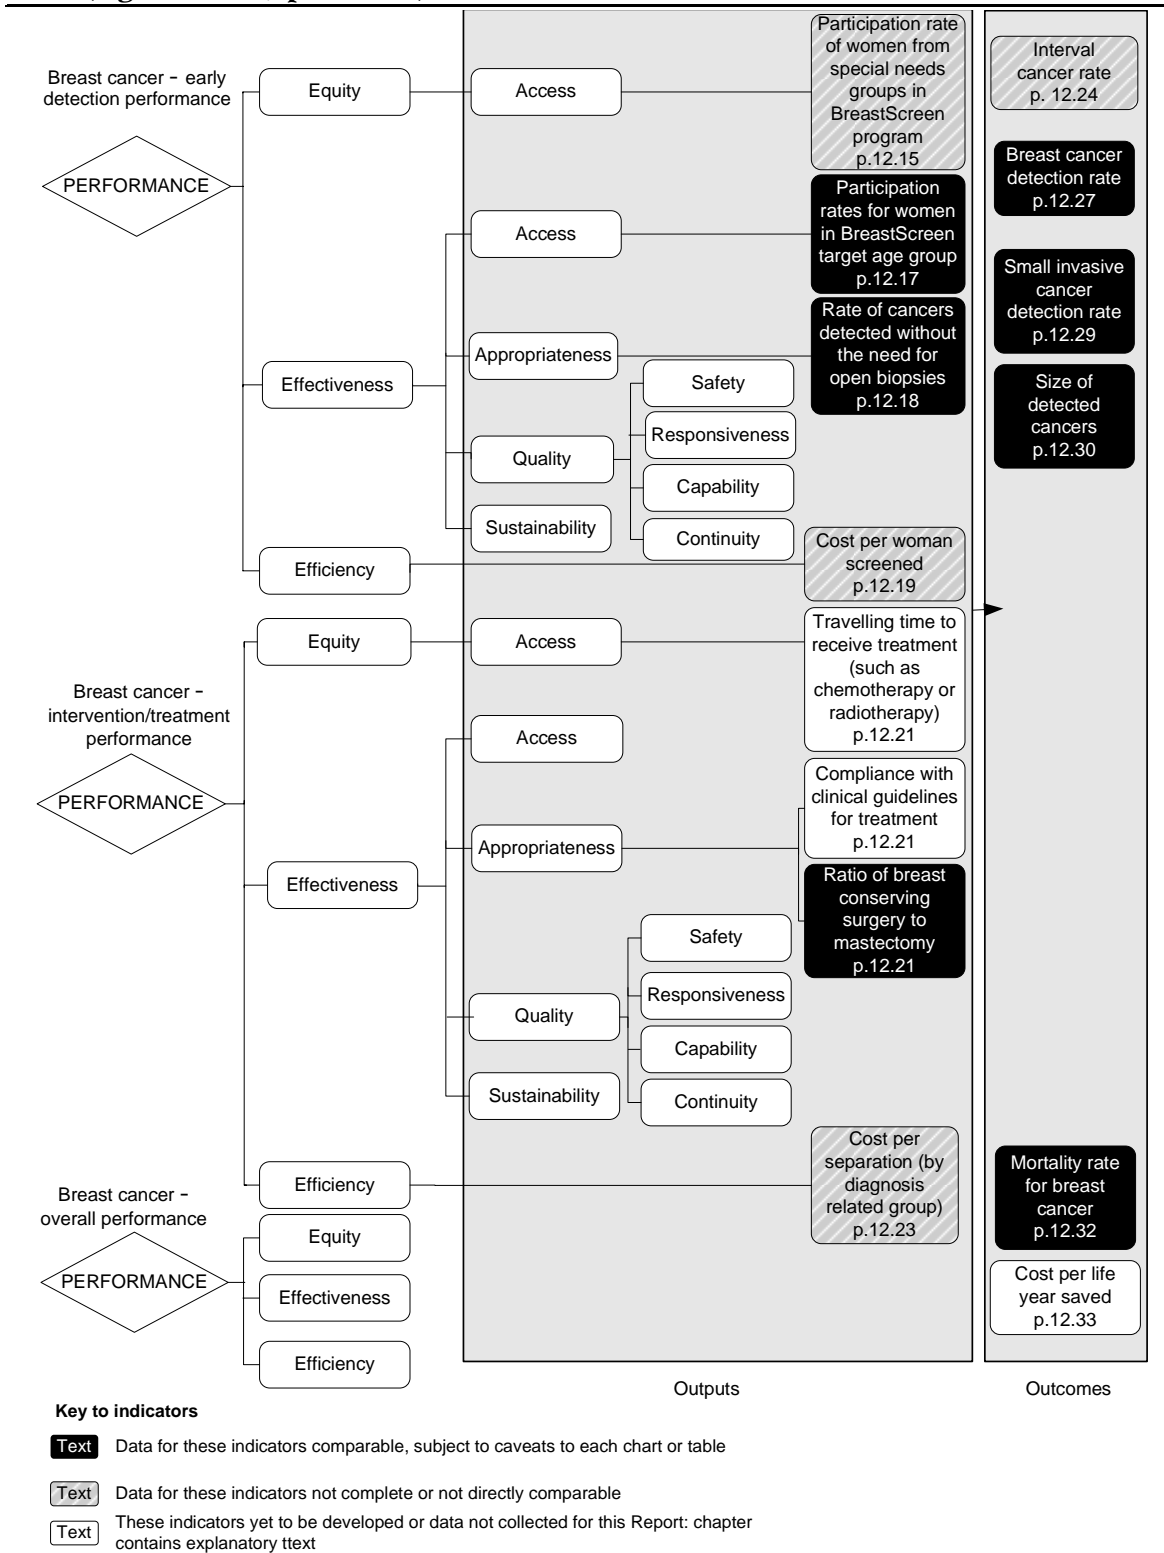 Breast cancer – early
detection performance
PERFORMANCE
Equity
Access
Participation rate
of women from
special needs
groups in
BreastScreen
program
p.12.15
Effectiveness
Access
Participation
rates for women
in BreastScreen
target age group
p.12.17
Appropriateness
Rate of cancers
detected without
the need for
open biopsies
p.12.18
Quality
Safety
Responsiveness
Capability
Continuity
Sustainability
Efficiency
Cost per woman
screened
p.12.19
Breast cancer –
intervention/treatment
performance
PERFORMANCE
Equity
Access
Travelling time to
receive treatment
(such as
chemotherapy or
radiotherapy)
p.12.21
Effectiveness
Access
Appropriateness
Compliance with
clinical guidelines
for treatment
p.12.21
Ratio of breast
conserving
surgery to
mastectomy
p.12.21
Quality
Safety
Responsiveness
Capability
Continuity
Sustainability
Efficiency
Cost per
separation (by
diagnosis
related group)
p.12.23
Breast cancer –
overall performance
PERFORMANCE
Equity
Effectiveness
Efficiency
Interval
cancer rate
p. 12.24
Breast cancer
detection rate
p.12.27
Small invasive
cancer
detection rate
p.12.29
Size of
detected
cancers
p.12.30
Mortality rate
for breast
cancer
p.12.32
Cost per life
year saved
p.12.33
Outputs
Outcomes
Key to indicators
Text Data for these indicators comparable, subject to caveats to each chart or table
Text Data for these indicators not complete or not directly comparable
Text These indicators yet to be developed or data not collected for this Report: chapter
contains explanatory ttext